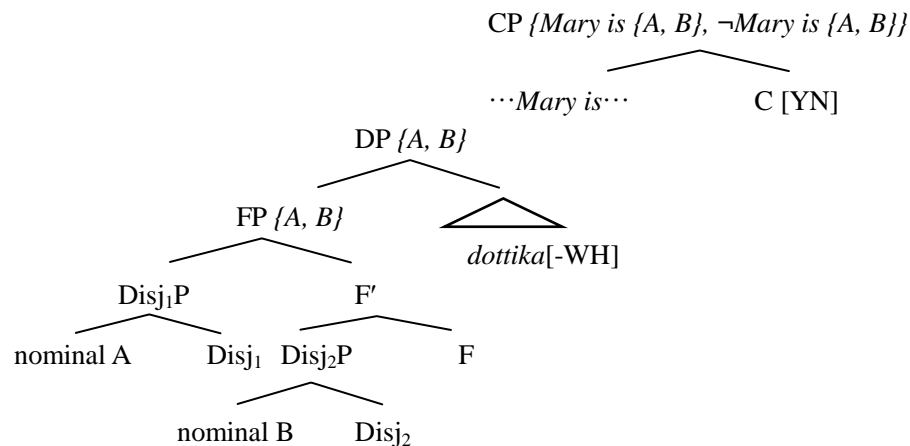 CP {Mary is {A, B}, ¬Mary is {A, B}}
···Mary is··· C [YN]
DP {A, B}
FP {A, B}
dottika[-WH]
Disj₁P F′
nominal A Disj₁ Disj₂P F
nominal B Disj₂